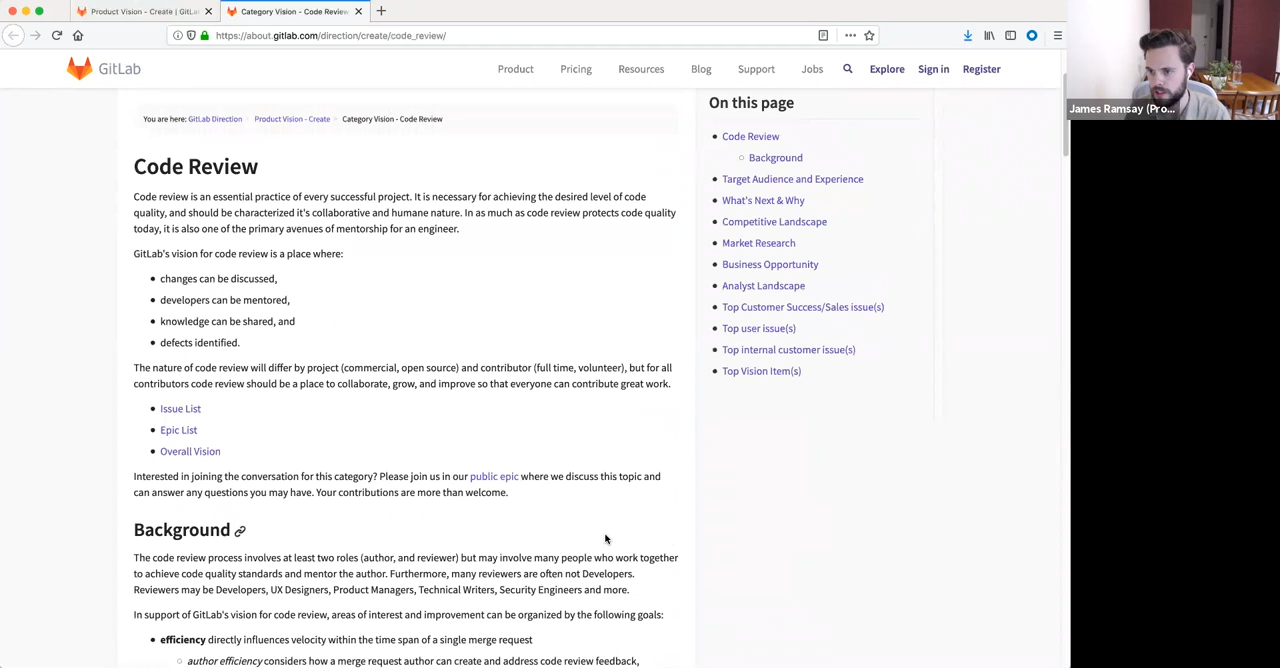 Product Vision - Create | GitLa
Category Vision - Code Review
https://about.gitlab.com/direction/create/code_review/
GitLab
Product
Pricing
Resources
Blog
Support
Jobs
Explore
Sign in
Register
James Ramsay (Pro...
You are here: GitLab Direction
Product Vision - Create
Category Vision - Code Review
Code Review
Code review is an essential practice of every successful project. It is necessary for achieving the desired level of code
quality, and should be characterized it's collaborative and humane nature. In as much as code review protects code quality
today, it is also one of the primary avenues of mentorship for an engineer.
GitLab's vision for code review is a place where:
changes can be discussed,
developers can be mentored,
knowledge can be shared, and
defects identified.
The nature of code review will differ by project (commercial, open source) and contributor (full time, volunteer), but for all
contributors code review should be a place to collaborate, grow, and improve so that everyone can contribute great work.
Issue List
Epic List
Overall Vision
Interested in joining the conversation for this category? Please join us in our public epic where we discuss this topic and
can answer any questions you may have. Your contributions are more than welcome.
Background
The code review process involves at least two roles (author, and reviewer) but may involve many people who work together
to achieve code quality standards and mentor the author. Furthermore, many reviewers are often not Developers.
Reviewers may be Developers, UX Designers, Product Managers, Technical Writers, Security Engineers and more.
In support of GitLab's vision for code review, areas of interest and improvement can be organized by the following goals:
efficiency directly influences velocity within the time span of a single merge request
author efficiency considers how a merge request author can create and address code review feedback,
On this page
Code Review
Background
Target Audience and Experience
What's Next & Why
Competitive Landscape
Market Research
Business Opportunity
Analyst Landscape
Top Customer Success/Sales issue(s)
Top user issue(s)
Top internal customer issue(s)
Top Vision Item(s)